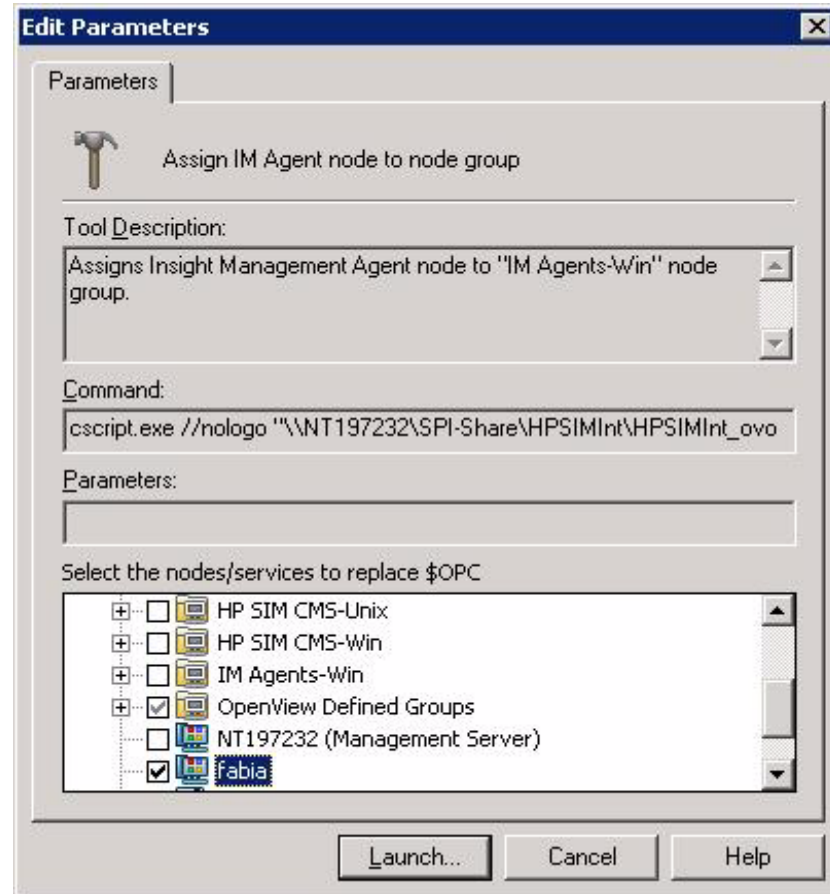 Edit Parameters
Parameters
Assign IM Agent node to node group
Tool Description:
Assigns Insight Management Agent node to "IM Agents-Win" node
group.
Command:
cscript.exe //nologo "\\NT197232\SPI-Share\HPSIMInt\HPSIMInt_ovo
Parameters:
Select the nodes/services to replace $OPC
HP SIM CMS-Unix
HP SIM CMS-Win
IM Agents-Win
OpenView Defined Groups
NT197232 (Management Server)
fabia
Launch... Cancel Help